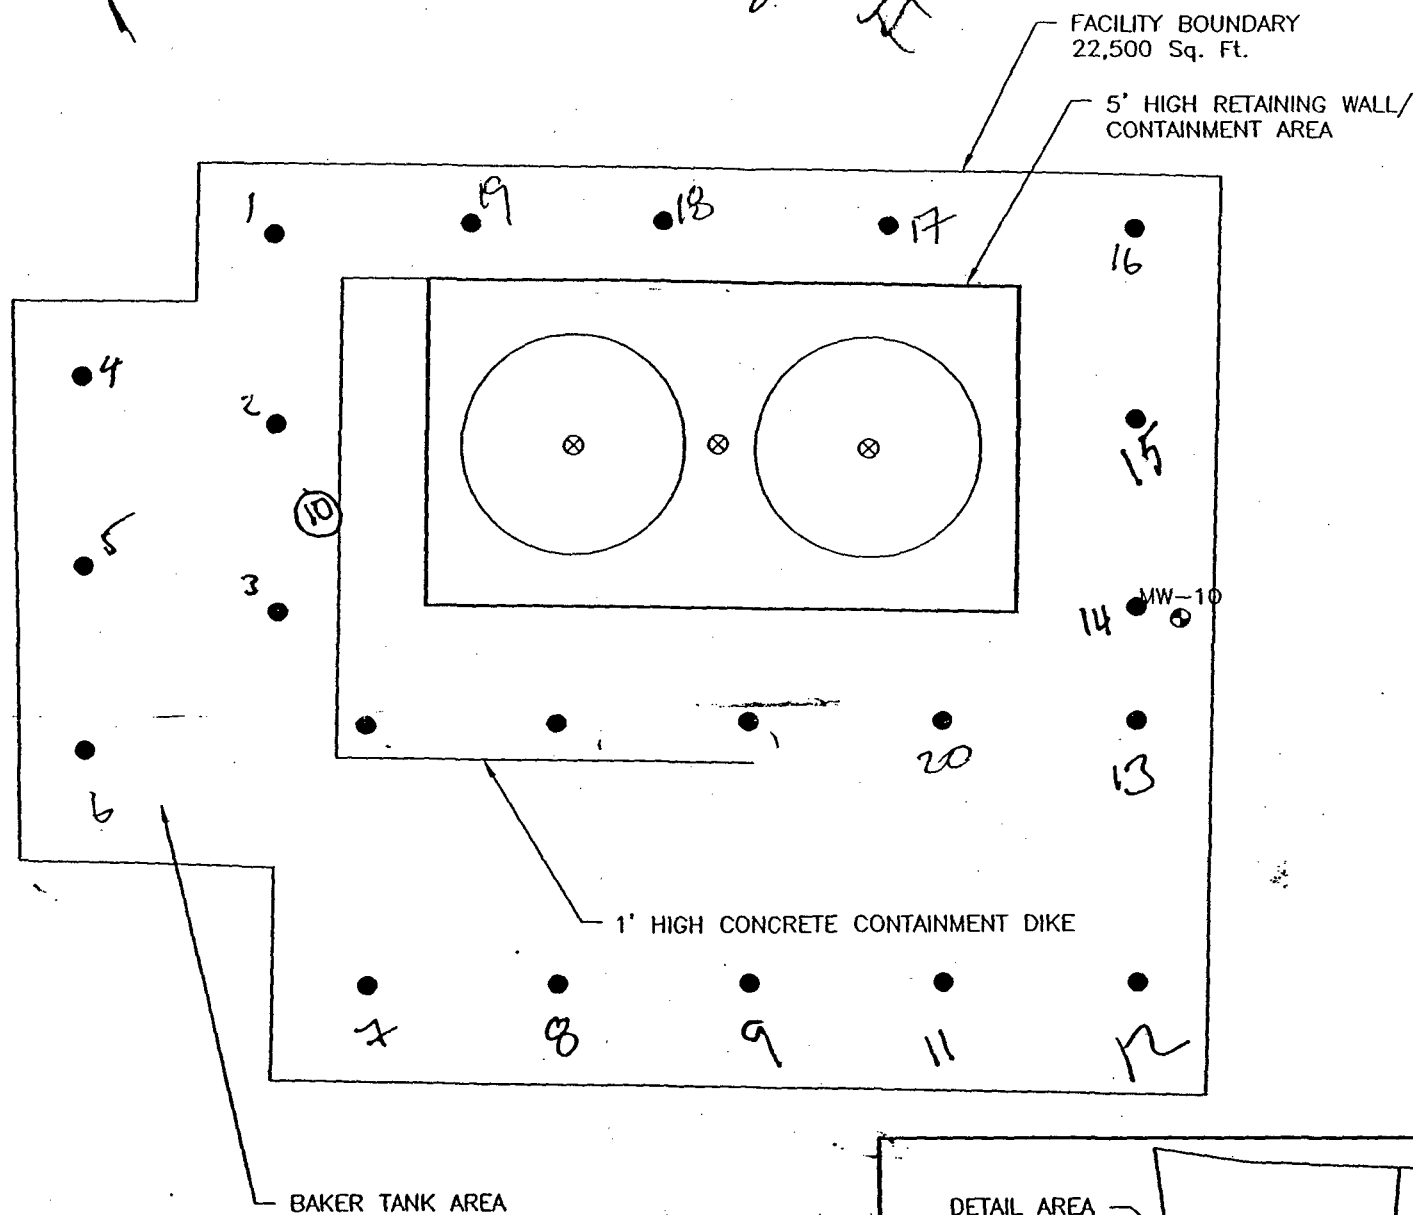 FACILITY BOUNDARY
22,500 Sq. Ft.
5' HIGH RETAINING WALL/
CONTAINMENT AREA
1
19
18
17
16
4
2
15
10
5
3
MW-10
14
20
13
6
1' HIGH CONCRETE CONTAINMENT DIKE
7
8
9
11
12
BAKER TANK AREA
DETAIL AREA